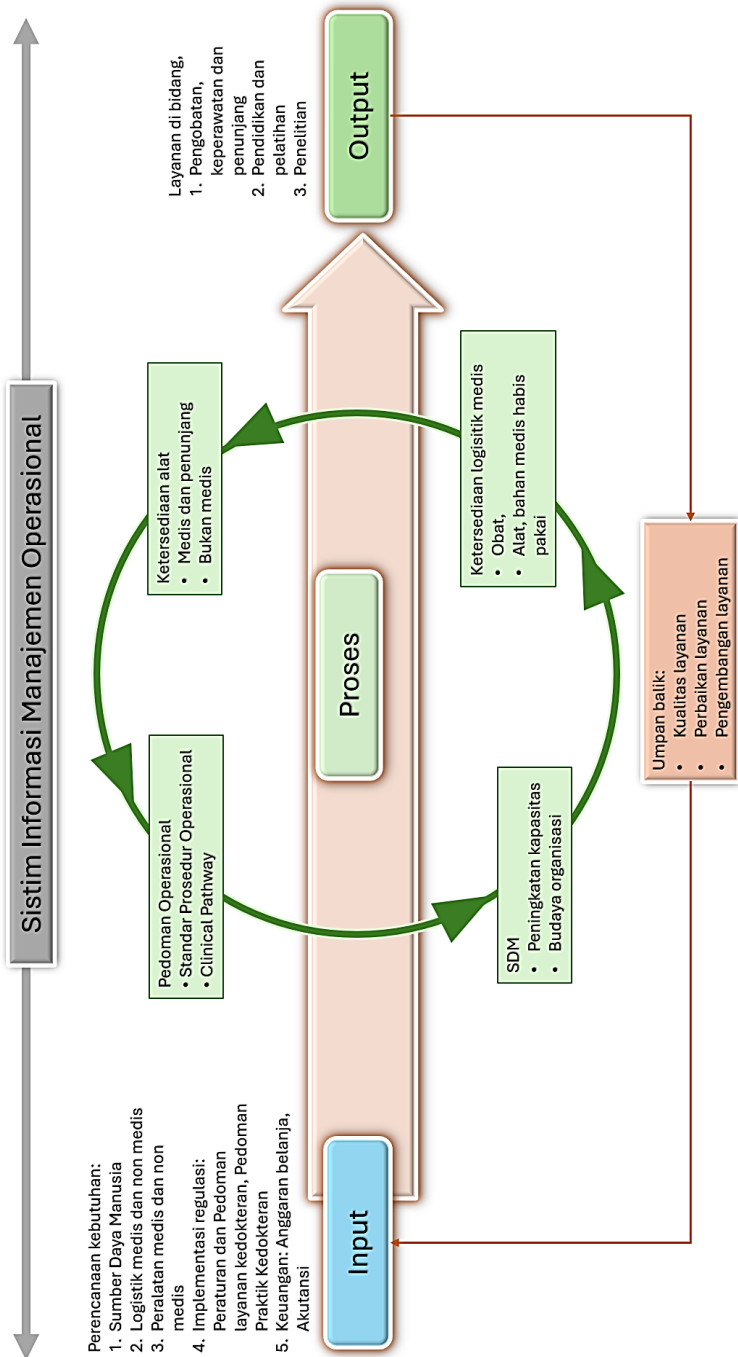 Sistim Informasi Manajemen Operasional
Perencanaan kebutuhan:
1. Sumber Daya Manusia
2. Logistik medis dan non medis
3. Peralatan medis dan non
medis
4. Implementasi regulasi:
Peraturan dan Pedoman
layanan kedokteran, Pedoman
Praktik Kedokteran
5. Keuangan: Anggaran belanja,
Akutansi
Input
Pedoman Operasional
• Standar Prosedur Operasional
• Clinical Pathway
Ketersediaan alat
• Medis dan penunjang
• Bukan medis
Proses
SDM
• Peningkatan kapasitas
• Budaya organisasi
Ketersediaan logisitik medis
• Obat,
• Alat, bahan medis habis
pakai
Layanan di bidang,
1. Pengobatan,
keperawatan dan
penunjang
2. Pendidikan dan
pelatihan
3. Penelitian
Output
Umpan balik:
• Kualitas layanan
• Perbaikan layanan
• Pengembangan layanan